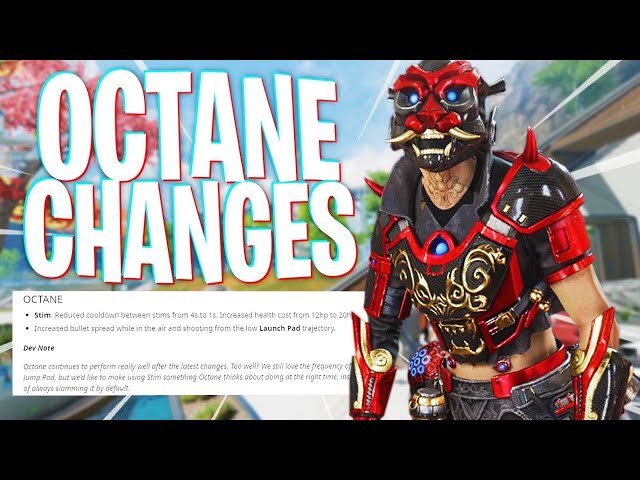 OCTANE
CHANGES
OCTANE
• Stim: Reduced cooldown between stims from 4s to 1s. Increased health cost from 12hp to 20h
• Increased bullet spread while in the air and shooting from the low Launch Pad trajectory.
Dev Note
Octane continues to perform really well after the latest changes. Too well? We still love the frequency of
Jump Pad, but we'd like to make using Stim something Octane thinks about doing at the right time, ins
of always slamming it by default.